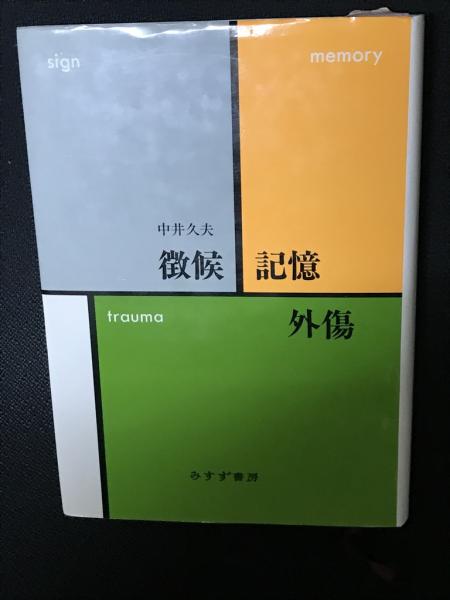 sign
memory
中井久夫
徴候
記憶
trauma
外傷
みすず書房